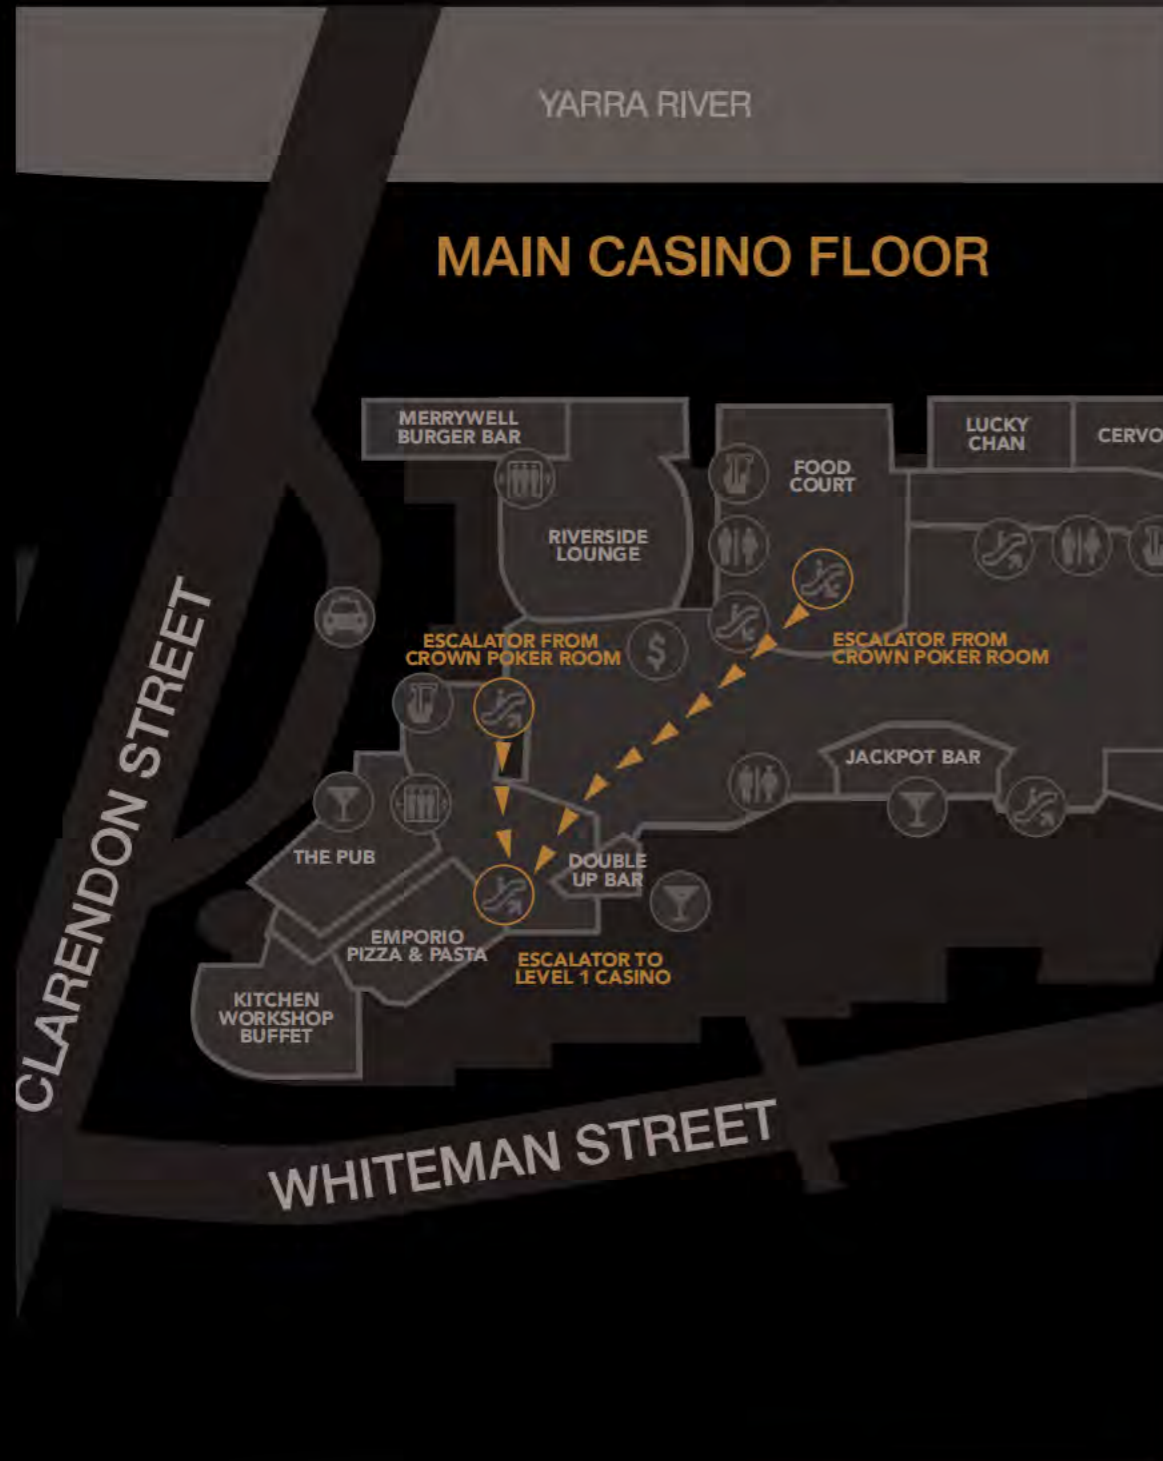 YARRA RIVER
MAIN CASINO FLOOR
MERRYWELL
BURGER BAR
LUCKY
CHAN
CERVO
FOOD
COURT
RIVERSIDE
LOUNGE
$
ESCALATOR FROM
CROWN POKER ROOM
ESCALATOR FROM
CROWN POKER ROOM
CLARENDON STREET
JACKPOT BAR
THE PUB
DOUBLE
UP BAR
EMPORIO
PIZZA & PASTA
ESCALATOR TO
LEVEL 1 CASINO
KITCHEN
WORKSHOP
BUFFET
WHITEMAN STREET